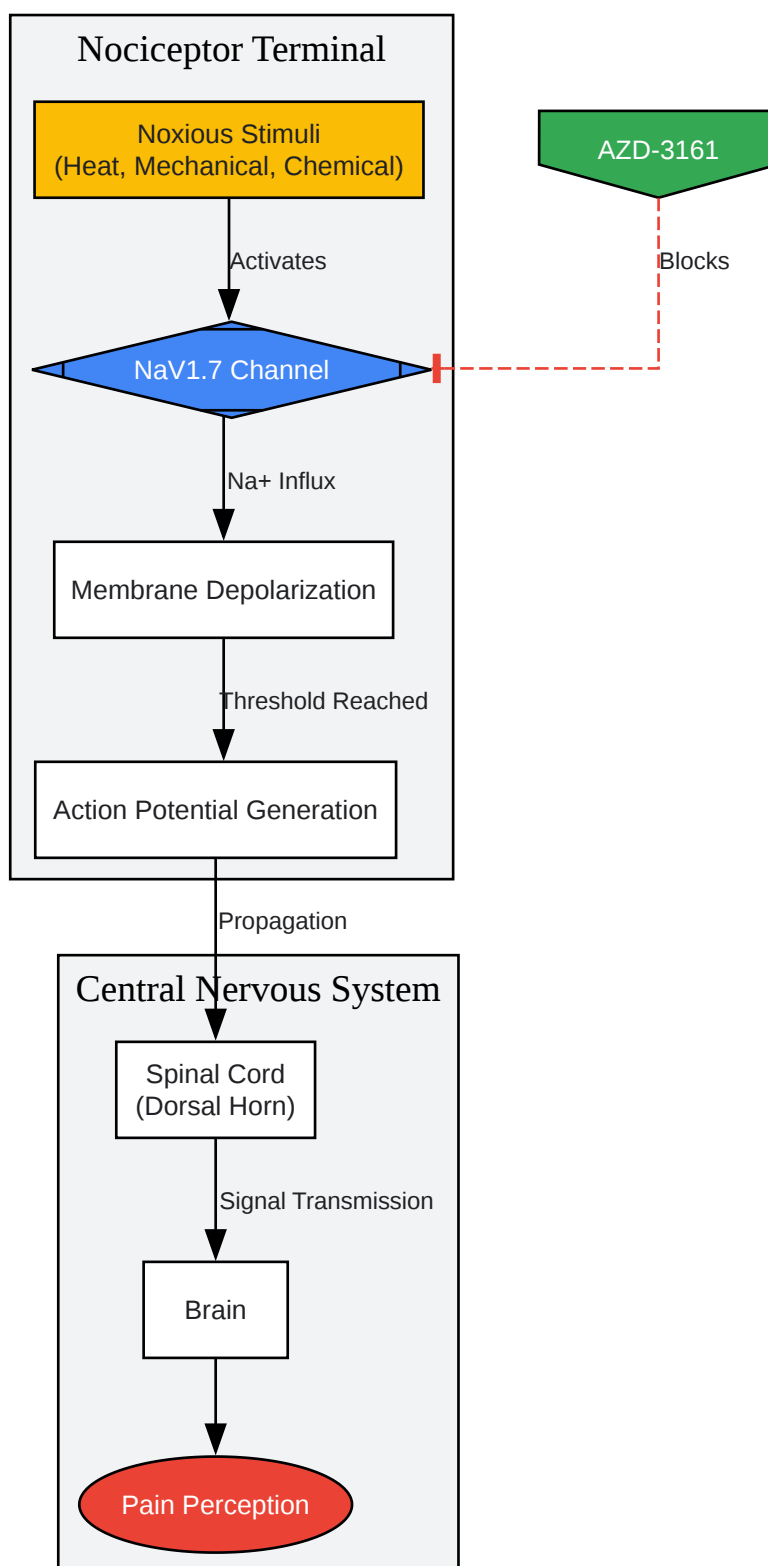 Nociceptor Terminal
Noxious Stimuli
(Heat, Mechanical, Chemical)
AZD-3161
Activates
Blocks
NaV1.7 Channel
Na+ Influx
Membrane Depolarization
Threshold Reached
Action Potential Generation
Propagation
Central Nervous System
Spinal Cord
(Dorsal Horn)
Signal Transmission
Brain
Pain Perception